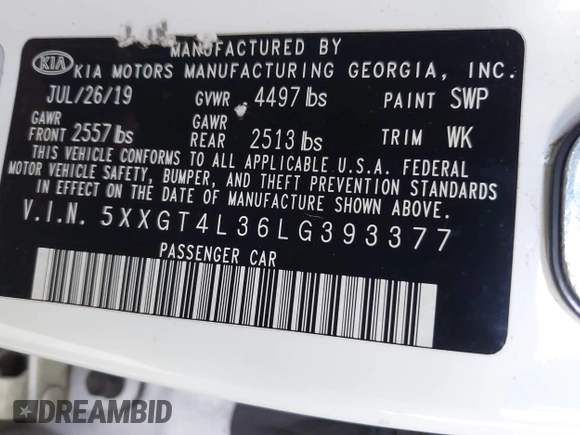 MANUFACTURED BY
KIA KIA MOTORS MANUFACTURING GEORGIA, INC.
JUL/26/19 GVWR 4497 lbs PAINT SWP
GAWR FRONT 2557 lbs GAWR REAR 2513 lbs TRIM WK
THIS VEHICLE CONFORMS TO ALL APPLICABLE U.S.A. FEDERAL
MOTOR VEHICLE SAFETY, BUMPER, AND THEFT PREVENTION STANDARDS
IN EFFECT ON THE DATE OF MANUFACTURE SHOWN ABOVE.
V.I.N. 5XXGT4L36LG393377
PASSENGER CAR
DREAMBID